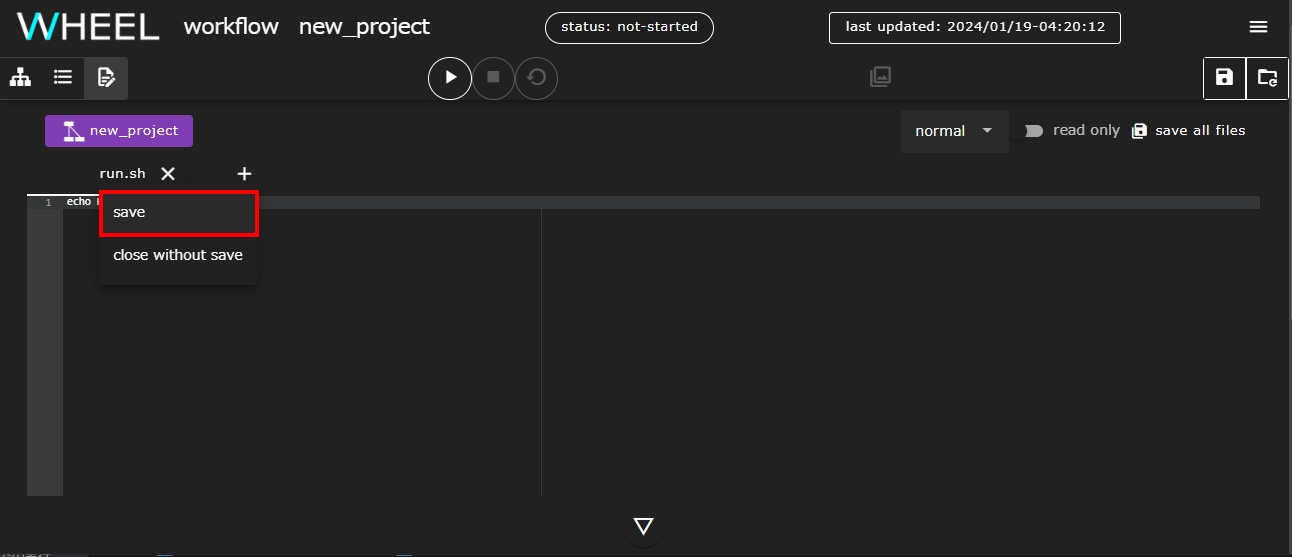 WHEEL workflow new_project status: not-started last updated: 2024/01/19-04:20:12
new_project normal read only save all files
run.sh
1 echo
save
close without save